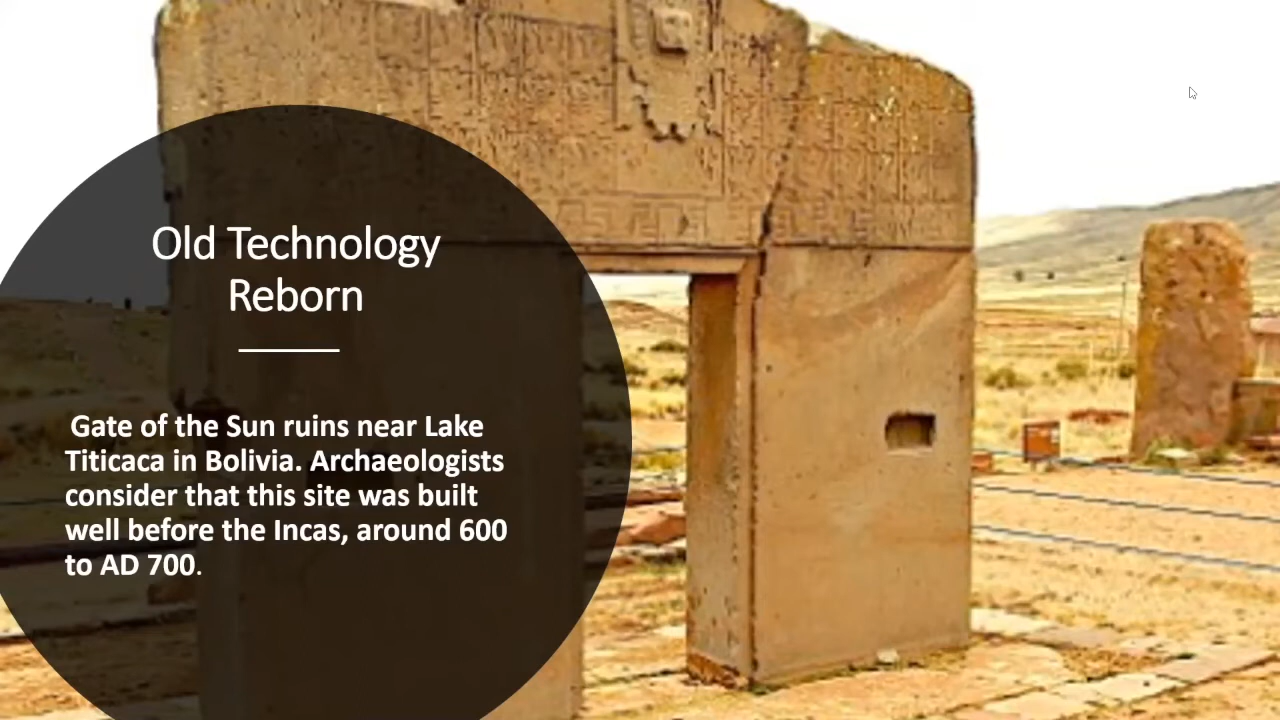 Old Technology
Reborn
Gate of the Sun ruins near Lake
Titicaca in Bolivia. Archaeologists
consider that this site was built
well before the Incas, around 600
to AD 700.